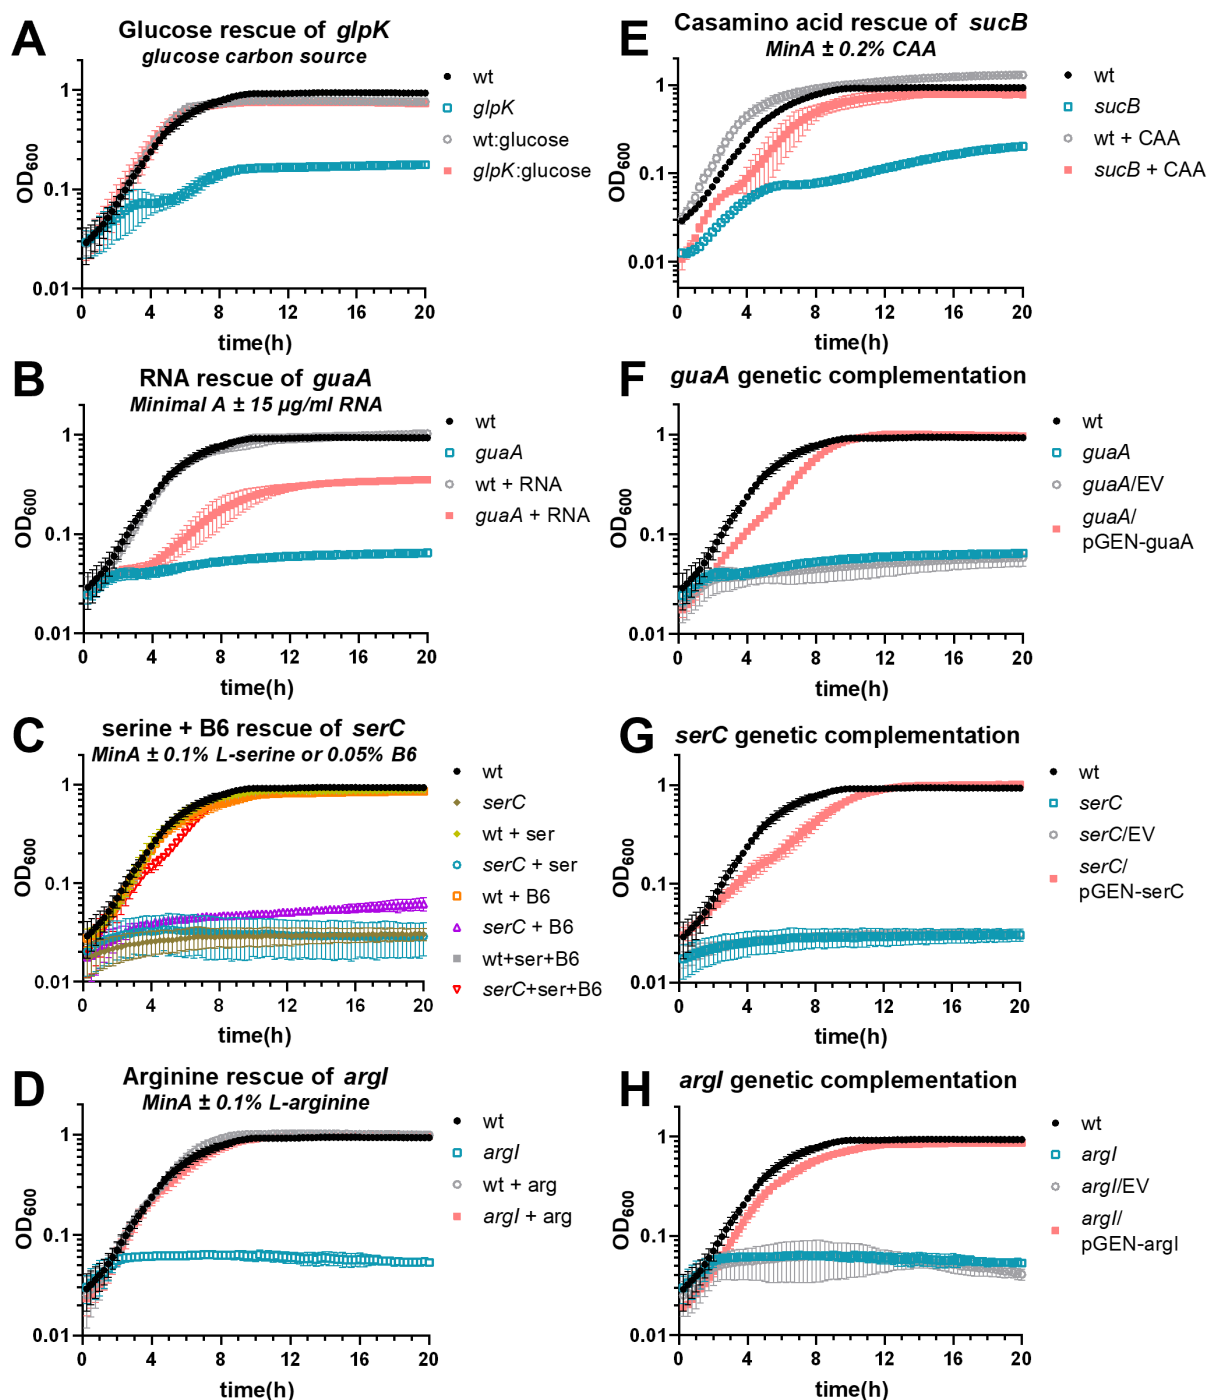 A
Glucose rescue of glpK
glucose carbon source
OD600
1
0.1
0.01
0
4
8
12
16
20
time(h)
wt
glpK
wt:glucose
glpK:glucose
E
Casamino acid rescue of sucB
MinA ± 0.2% CAA
OD600
1
0.1
0.01
0
4
8
12
16
20
time(h)
wt
sucB
wt + CAA
sucB + CAA
B
RNA rescue of guaA
Minimal A ± 15 µg/ml RNA
OD600
1
0.1
0.01
0
4
8
12
16
20
time(h)
wt
guaA
wt + RNA
guaA + RNA
F
guaA genetic complementation
OD600
1
0.1
0.01
0
4
8
12
16
20
time(h)
wt
guaA
guaA/EV
guaA/
pGEN-guaA
C
serine + B6 rescue of serC
MinA ± 0.1% L-serine or 0.05% B6
OD600
1
0.1
0.01
0
4
8
12
16
20
time(h)
wt
serC
wt + ser
serC + ser
wt + B6
serC + B6
wt+ser+B6
serC+ser+B6
G
serC genetic complementation
OD600
1
0.1
0.01
0
4
8
12
16
20
time(h)
wt
serC
serC/EV
serC/
pGEN-serC
D
Arginine rescue of argI
MinA ± 0.1% L-arginine
OD600
1
0.1
0.01
0
4
8
12
16
20
time(h)
wt
argI
wt + arg
argI + arg
H
argI genetic complementation
OD600
1
0.1
0.01
0
4
8
12
16
20
time(h)
wt
argI
argI/EV
argI/
pGEN-argI